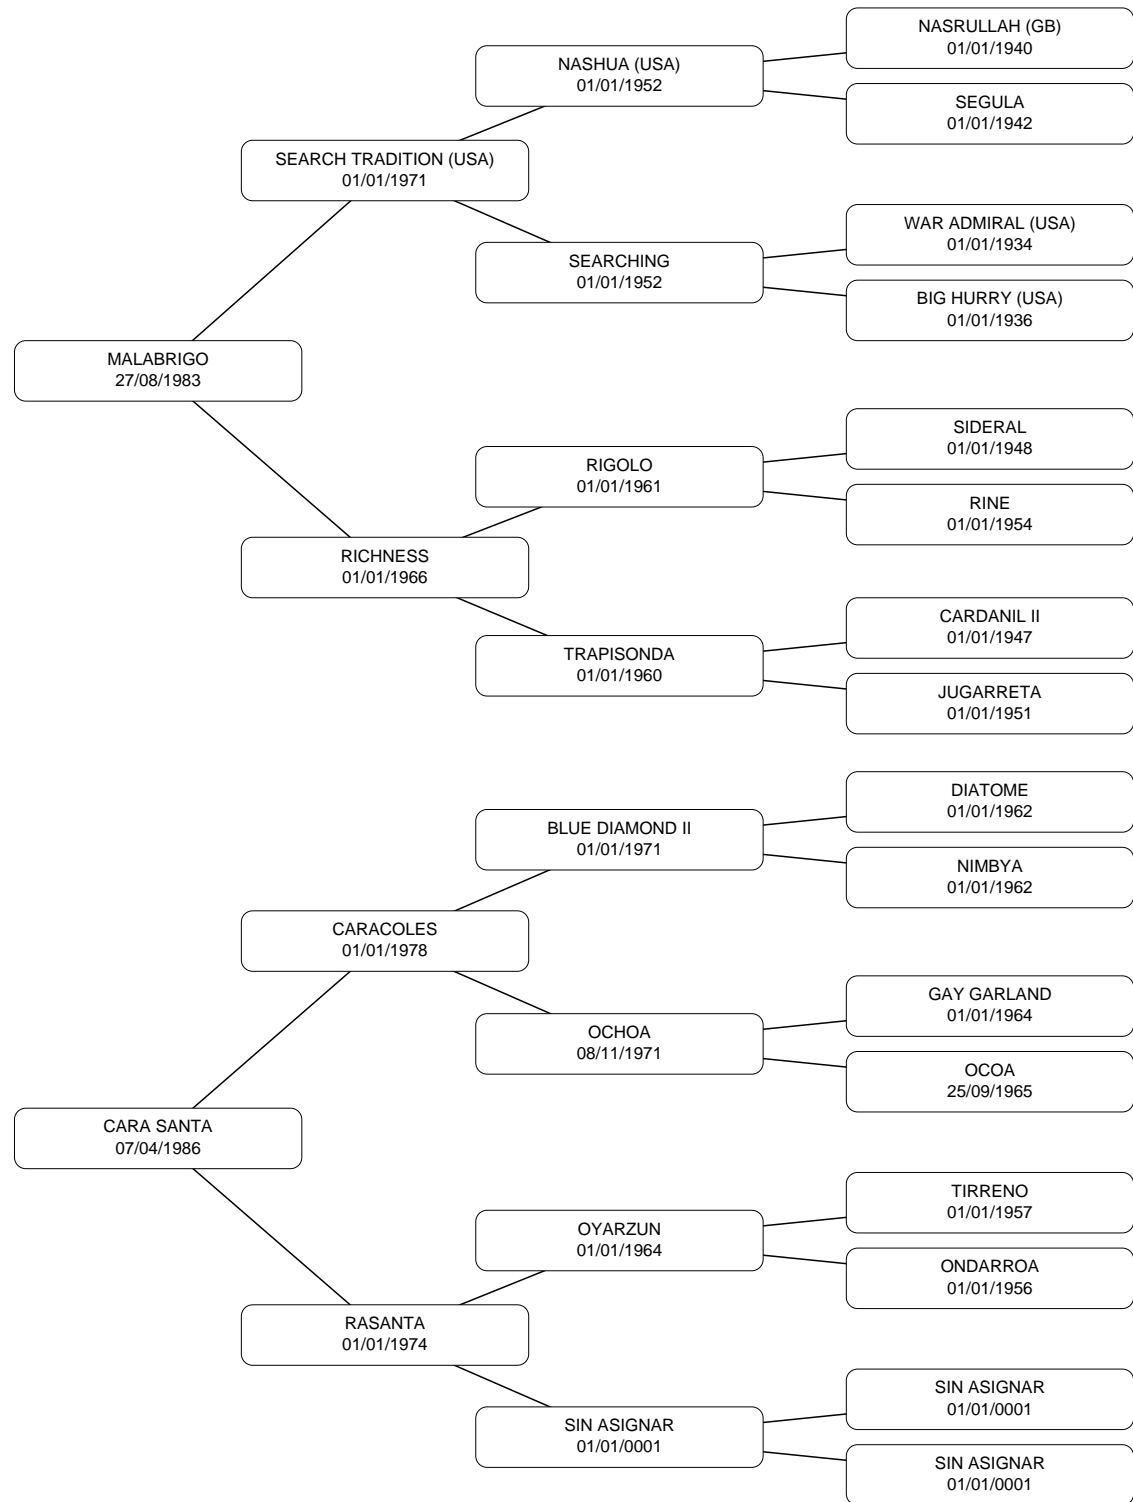 NASRULLAH (GB)
01/01/1940
NASHUA (USA)
01/01/1952
SEGULA
01/01/1942
SEARCH TRADITION (USA)
01/01/1971
WAR ADMIRAL (USA)
01/01/1934
SEARCHING
01/01/1952
BIG HURRY (USA)
01/01/1936
MALABRIGO
27/08/1983
SIDERAL
01/01/1948
RIGOLO
01/01/1961
RINE
01/01/1954
RICHNESS
01/01/1966
CARDANIL II
01/01/1947
TRAPISONDA
01/01/1960
JUGARRETA
01/01/1951
DIATOME
01/01/1962
BLUE DIAMOND II
01/01/1971
NIMBYA
01/01/1962
CARACOLES
01/01/1978
GAY GARLAND
01/01/1964
OCHOA
08/11/1971
OCOA
25/09/1965
CARA SANTA
07/04/1986
TIRRENO
01/01/1957
OYARZUN
01/01/1964
ONDARROA
01/01/1956
RASANTA
01/01/1974
SIN ASIGNAR
01/01/0001
SIN ASIGNAR
01/01/0001
SIN ASIGNAR
01/01/0001